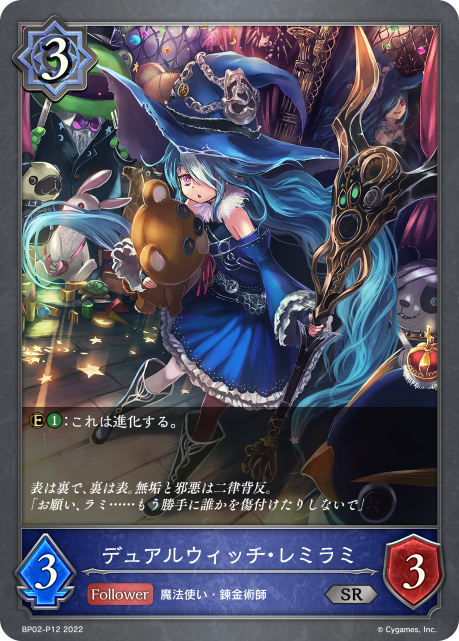 3
E 1:これは進化する。
表は裏で、裏は表。無垢と邪悪は二律背反。
「お願い、ラミ……もう勝手に誰かを傷付けたりしないで」
デュアルウィッチ・レミラミ
3
Follower 魔法使い・錬金術師 SR
3
BP02-P12 2022 © Cygames, Inc.